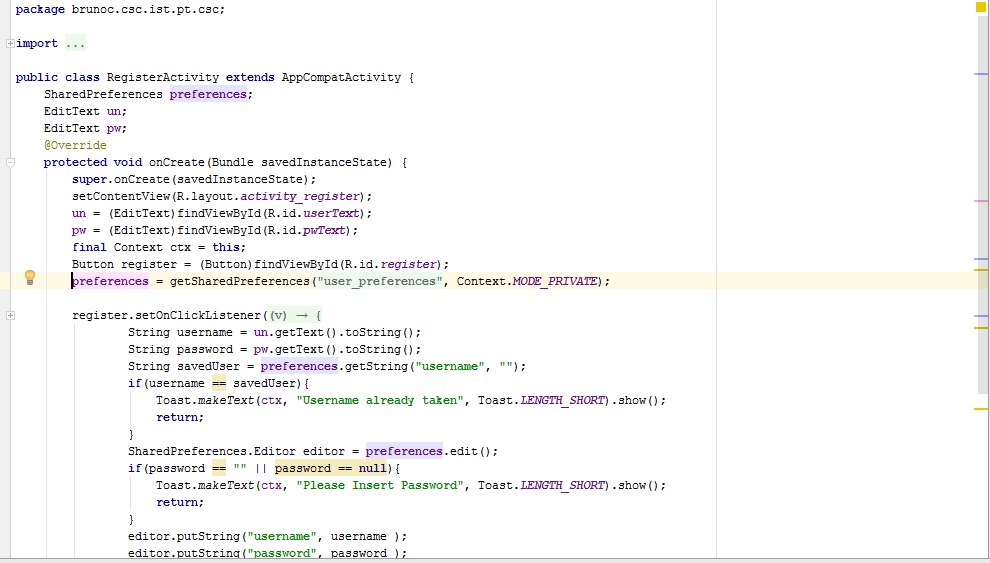 package brunoc.csc.ist.pt.csc;
import ...
public class RegisterActivity extends AppCompatActivity {
SharedPreferences preferences;
EditText un;
EditText pw;
@Override
protected void onCreate(Bundle savedInstanceState) {
super.onCreate(savedInstanceState);
setContentView(R.layout.activity_register);
un = (EditText)findViewById(R.id.userText);
pw = (EditText)findViewById(R.id.pwText);
final Context ctx = this;
Button register = (Button)findViewById(R.id.register);
preferences = getSharedPreferences("user_preferences", Context.MODE_PRIVATE);
register.setOnClickListener((v) → {
String username = un.getText().toString();
String password = pw.getText().toString();
String savedUser = preferences.getString("username", "");
if(username == savedUser){
Toast.makeText(ctx, "Username already taken", Toast.LENGTH_SHORT).show();
return;
}
SharedPreferences.Editor editor = preferences.edit();
if(password == "" || password == null){
Toast.makeText(ctx, "Please Insert Password", Toast.LENGTH_SHORT).show();
return;
}
editor.putString("username", username );
editor.putString("password", password );